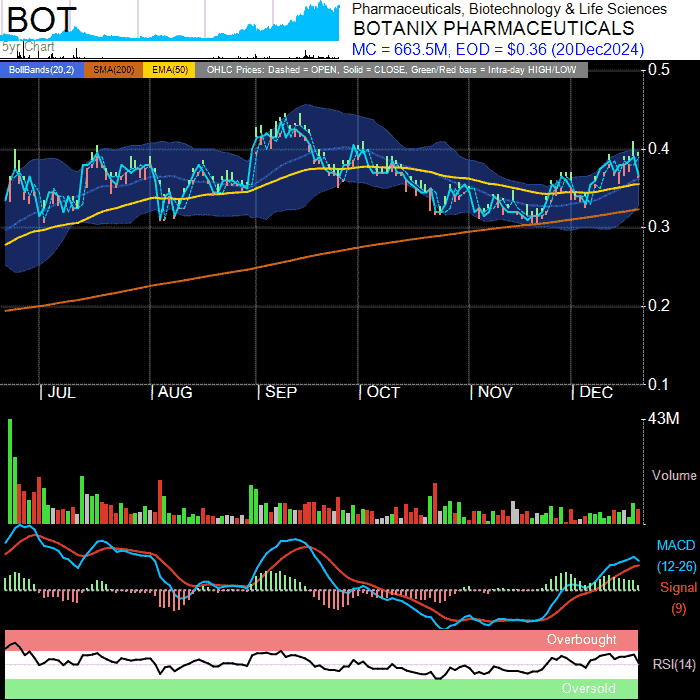 BOT
5yr Chart
Pharmaceuticals, Biotechnology & Life Sciences
BOTANIX PHARMACEUTICALS
MC = 663.5M, EOD = $0.36 (20Dec2024)
BollBands(20,2) SMA(200) EMA(50) OHLC Prices: Dashed = OPEN, Solid = CLOSE, Green/Red bars = Intra-day HIGH/LOW
0.5
0.4
0.3
0.2
0.1
JUL AUG SEP OCT NOV DEC
43M
Volume
MACD
(12-26)
Signal
(9)
Overbought
RSI(14)
Oversold